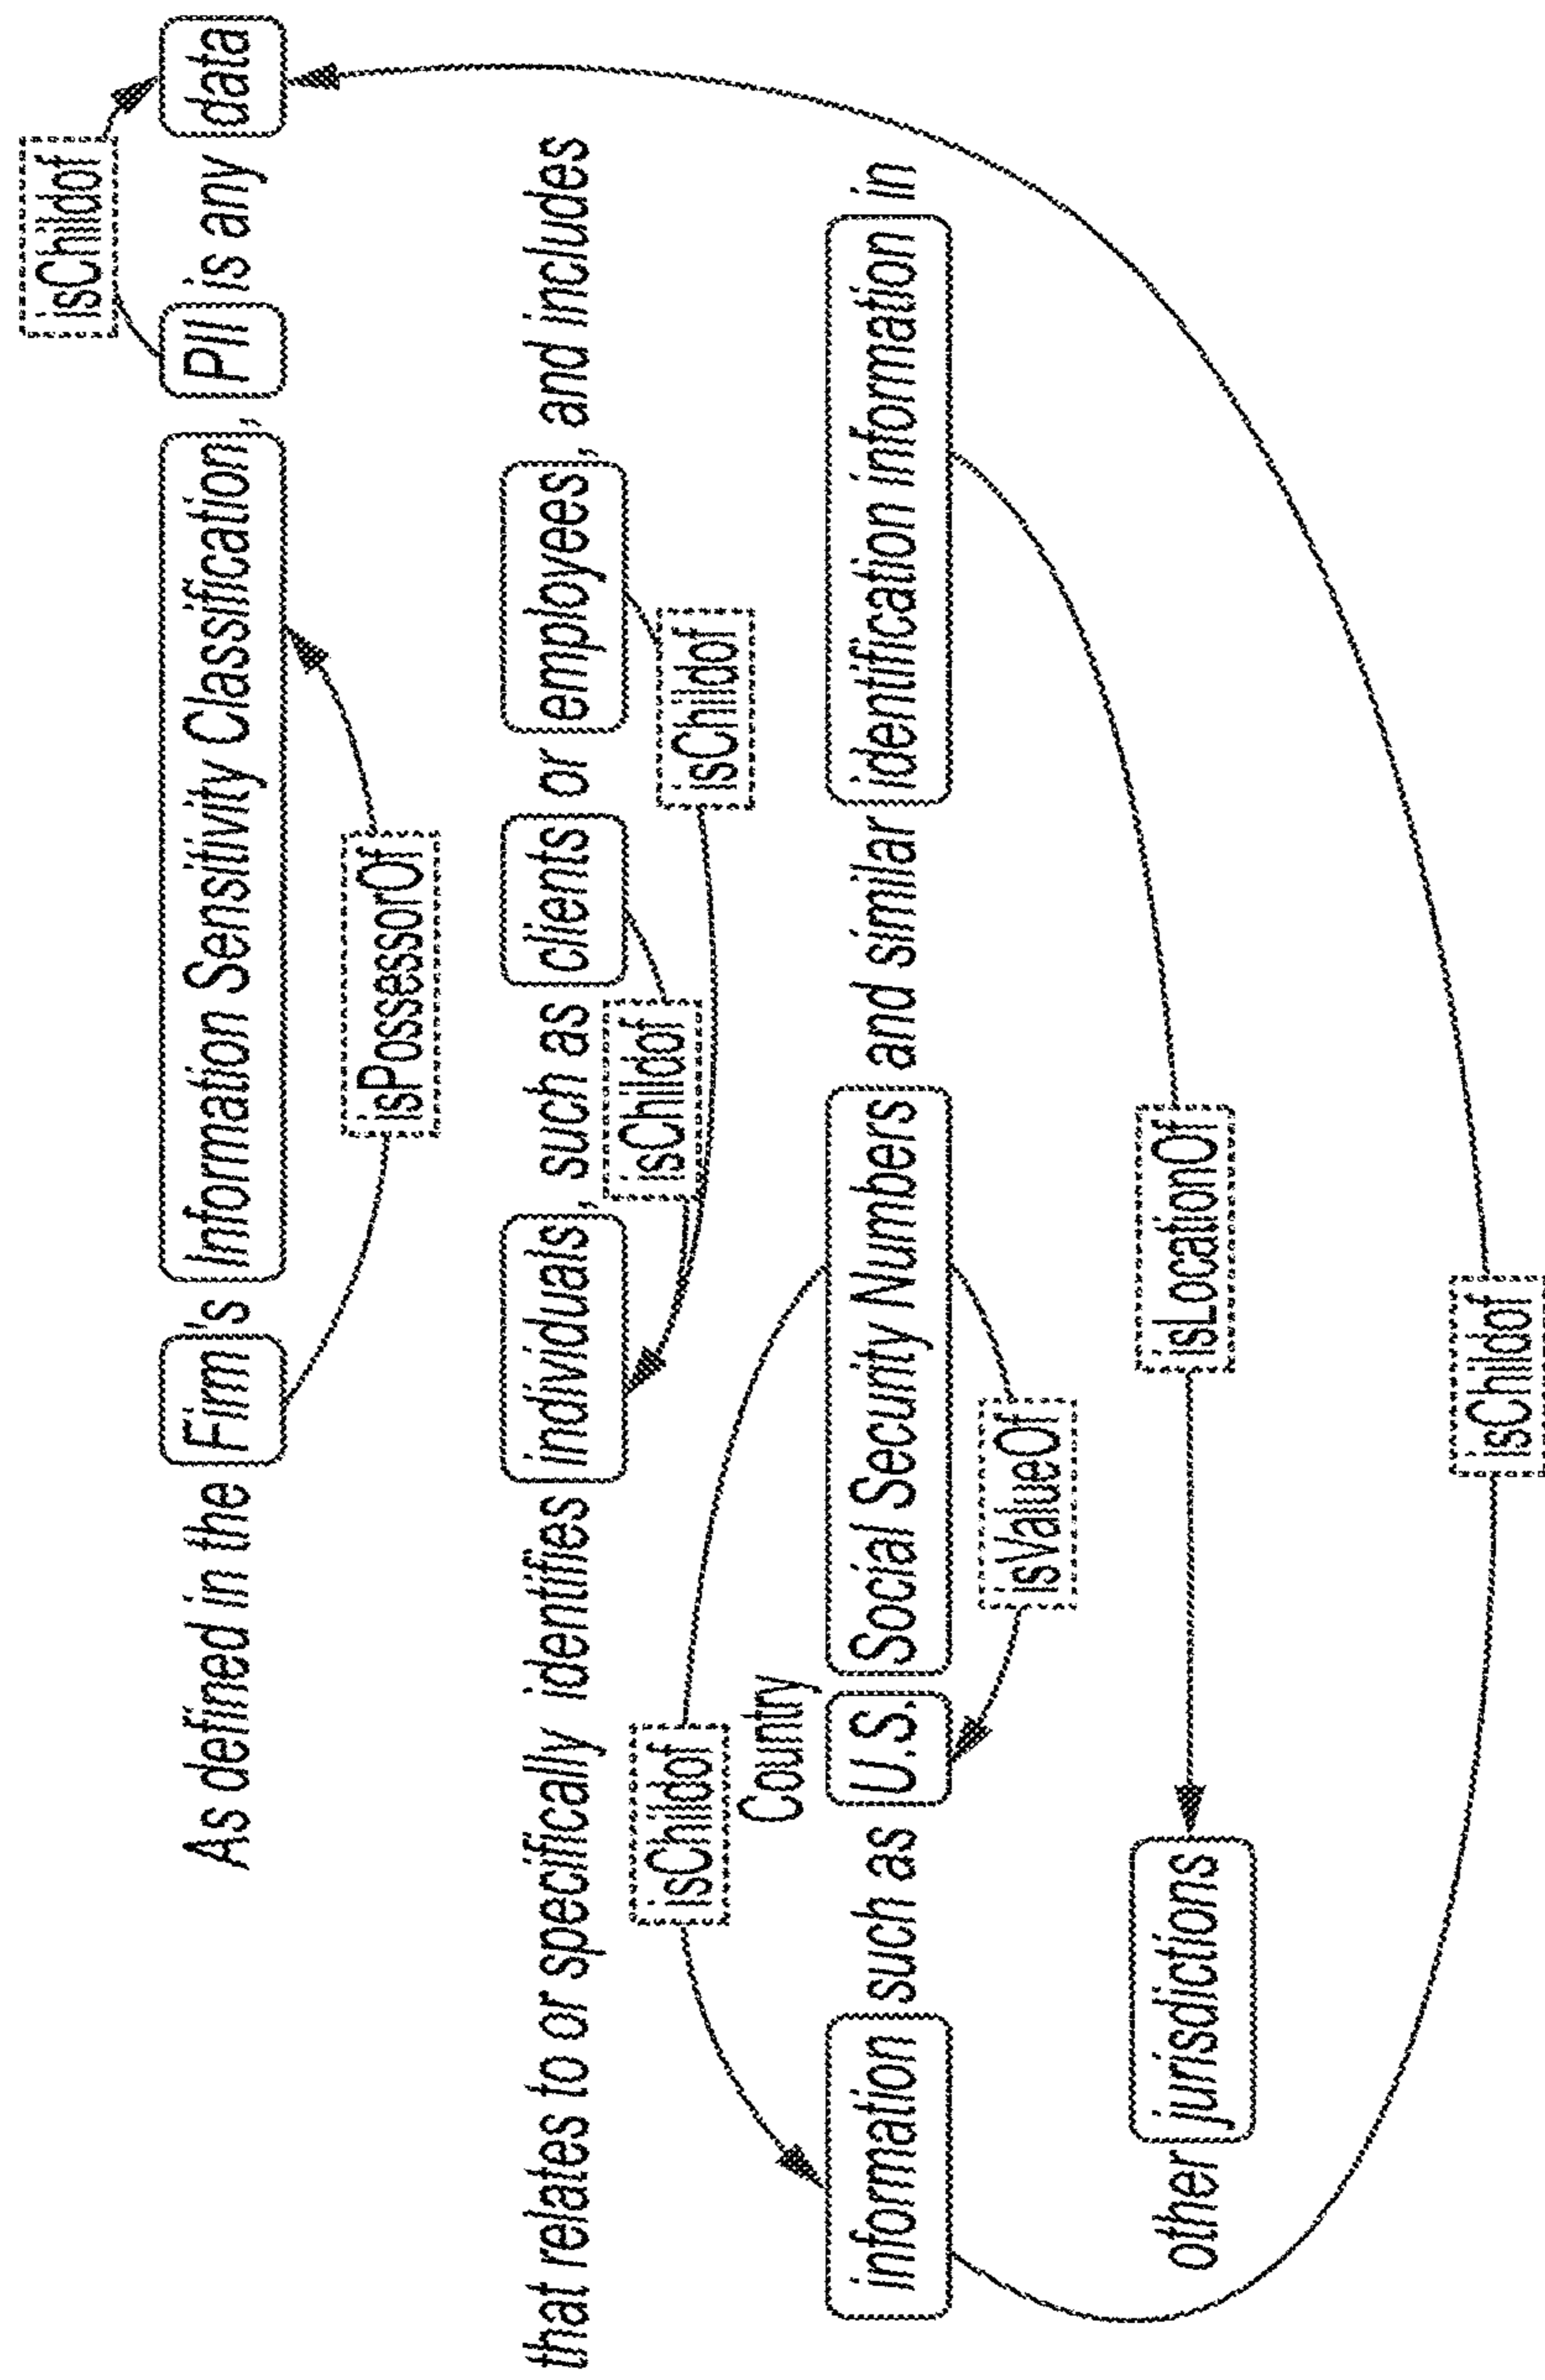 isChildof
As defined in the Firm's Information Sensitivity Classification, PII is any data
isPossessorOf
that relates to or specifically identifies individuals, such as clients or employees, and includes
isChildof
isChildof
isChildof
Country
information such as U.S. Social Security Numbers and similar identification information in
isValueOf
isLocationOf
other jurisdictions
isChildof